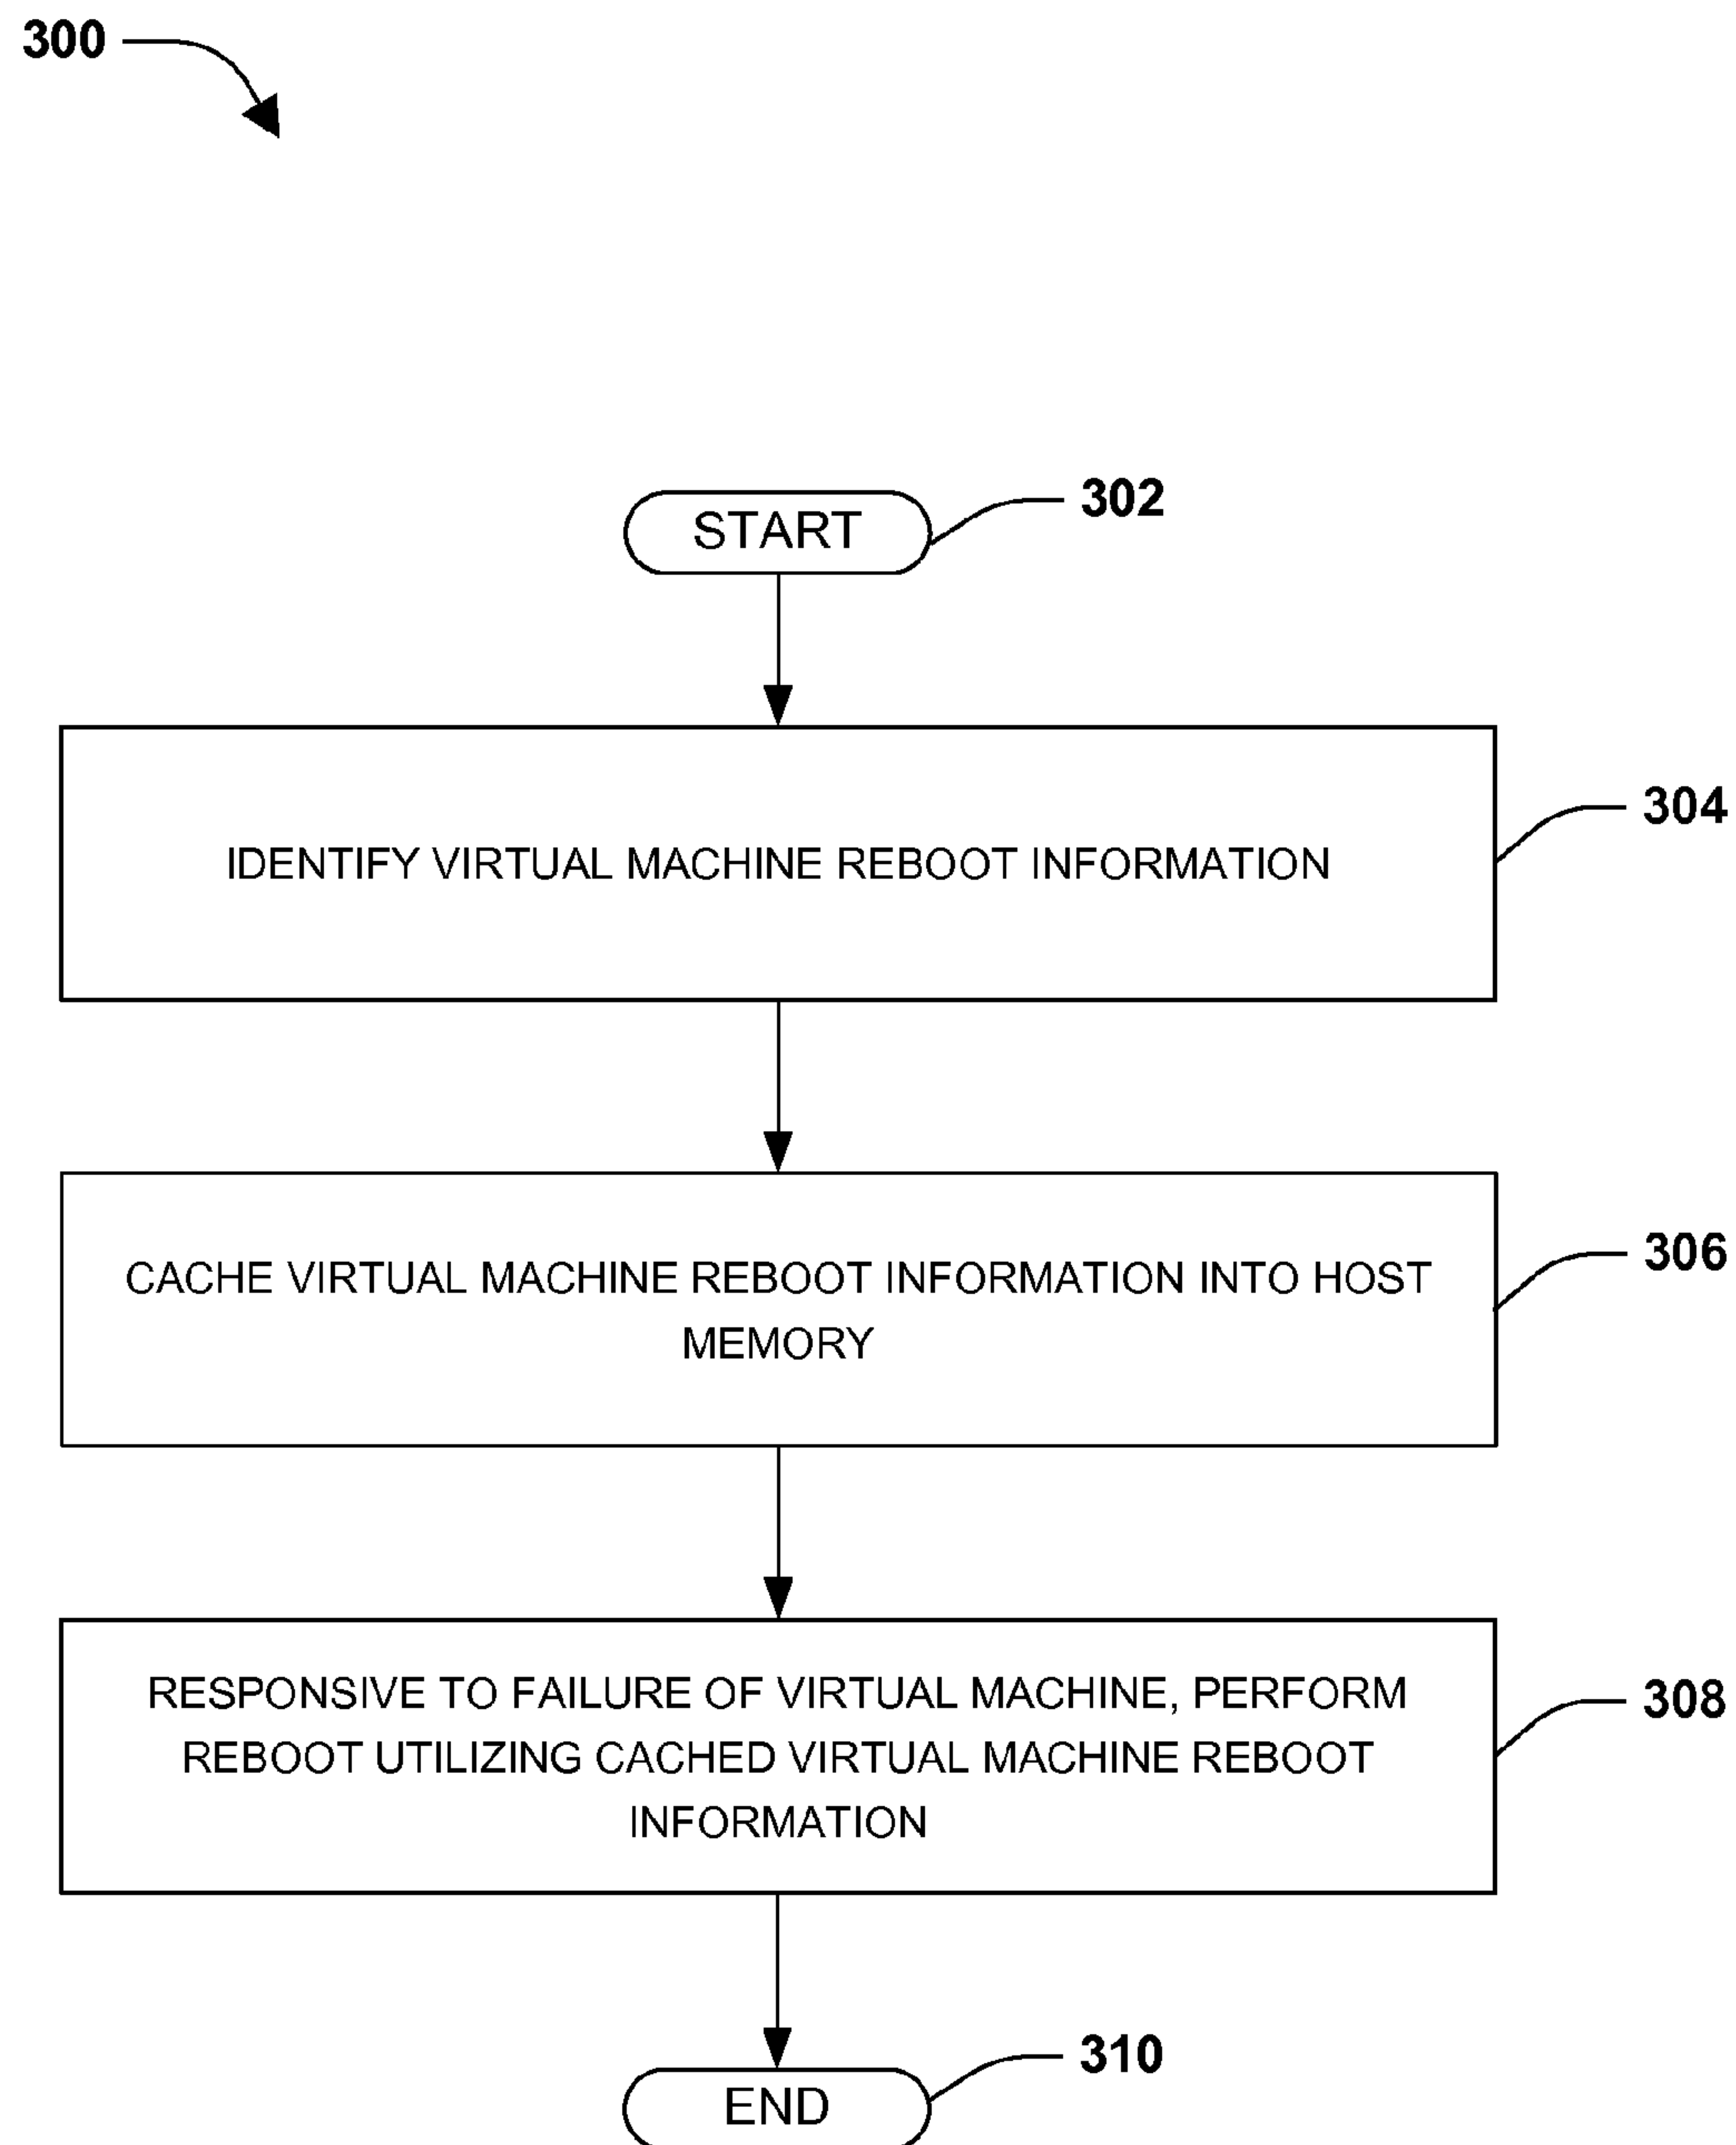 300
START
302
IDENTIFY VIRTUAL MACHINE REBOOT INFORMATION
304
CACHE VIRTUAL MACHINE REBOOT INFORMATION INTO HOST
MEMORY
306
RESPONSIVE TO FAILURE OF VIRTUAL MACHINE, PERFORM
REBOOT UTILIZING CACHED VIRTUAL MACHINE REBOOT
INFORMATION
308
END
310